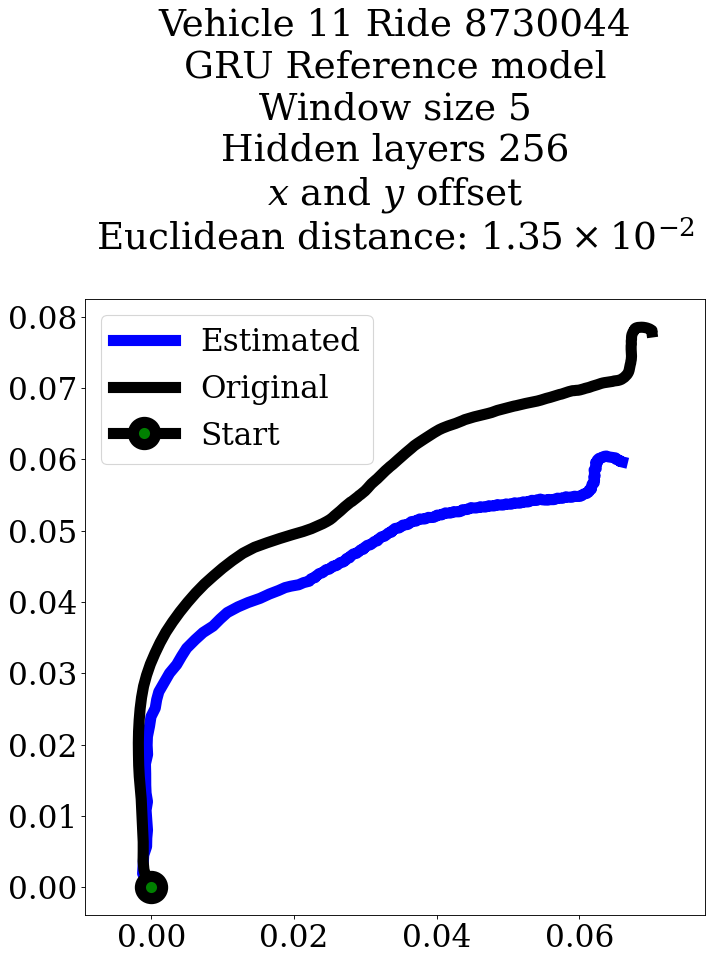 Vehicle 11 Ride 8730044
GRU Reference model
Window size 5
Hidden layers 256
x and y offset
Euclidean distance: 1.35 × 10⁻²
0.08
0.07
0.06
0.05
0.04
0.03
0.02
0.01
0.00
Estimated
Original
Start
0.00 0.02 0.04 0.06